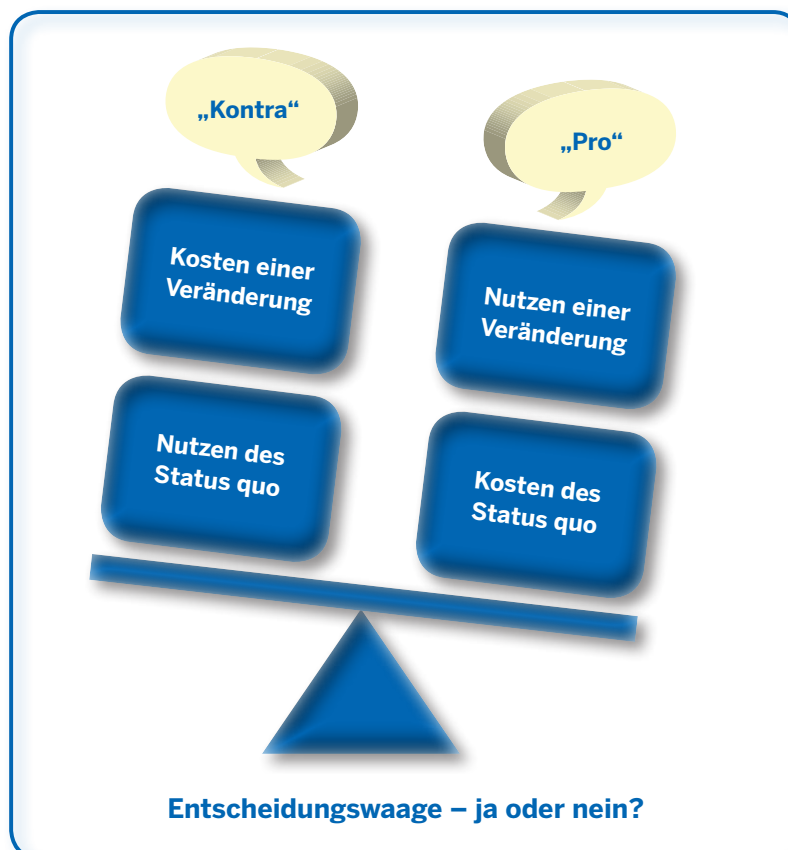 „Kontra“
„Pro“
Kosten einer
Veränderung
Nutzen einer
Veränderung
Nutzen des
Status quo
Kosten des
Status quo
Entscheidungswaage – ja oder nein?